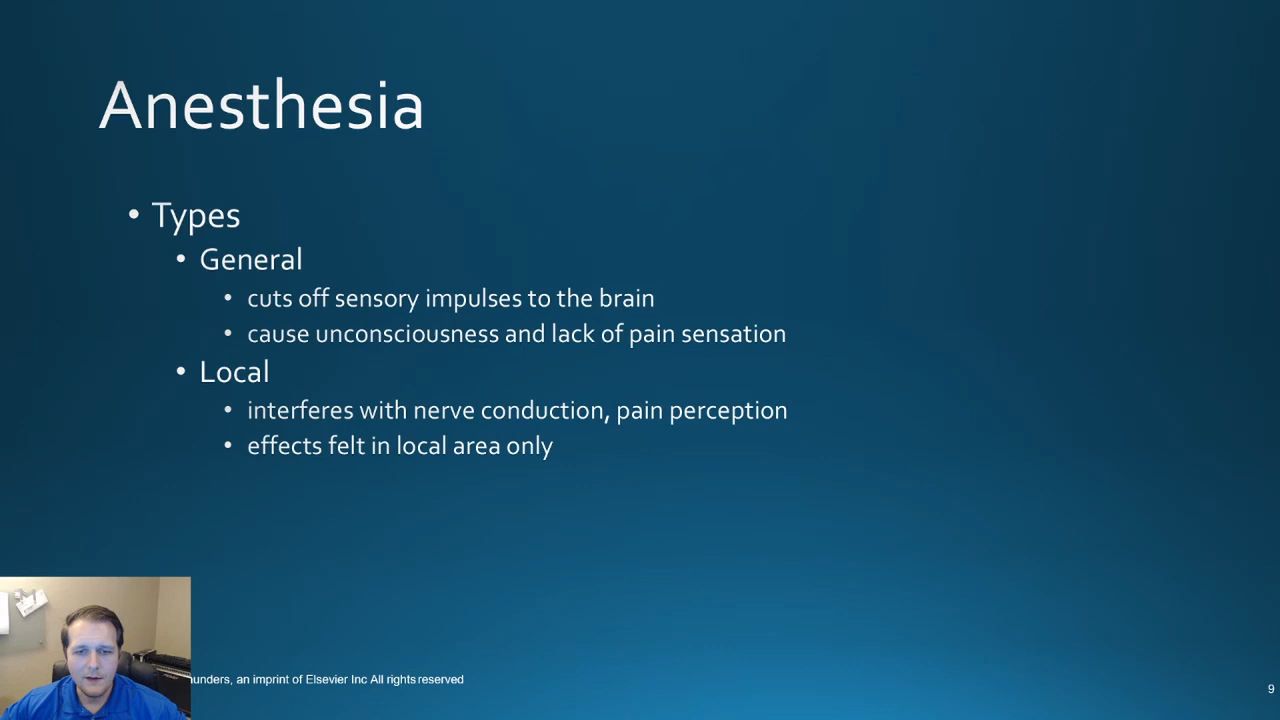 Anesthesia
• Types
• General
• cuts off sensory impulses to the brain
• cause unconsciousness and lack of pain sensation
• Local
• interferes with nerve conduction, pain perception
• effects felt in local area only
an imprint of Elsevier Inc All rights reserved
9